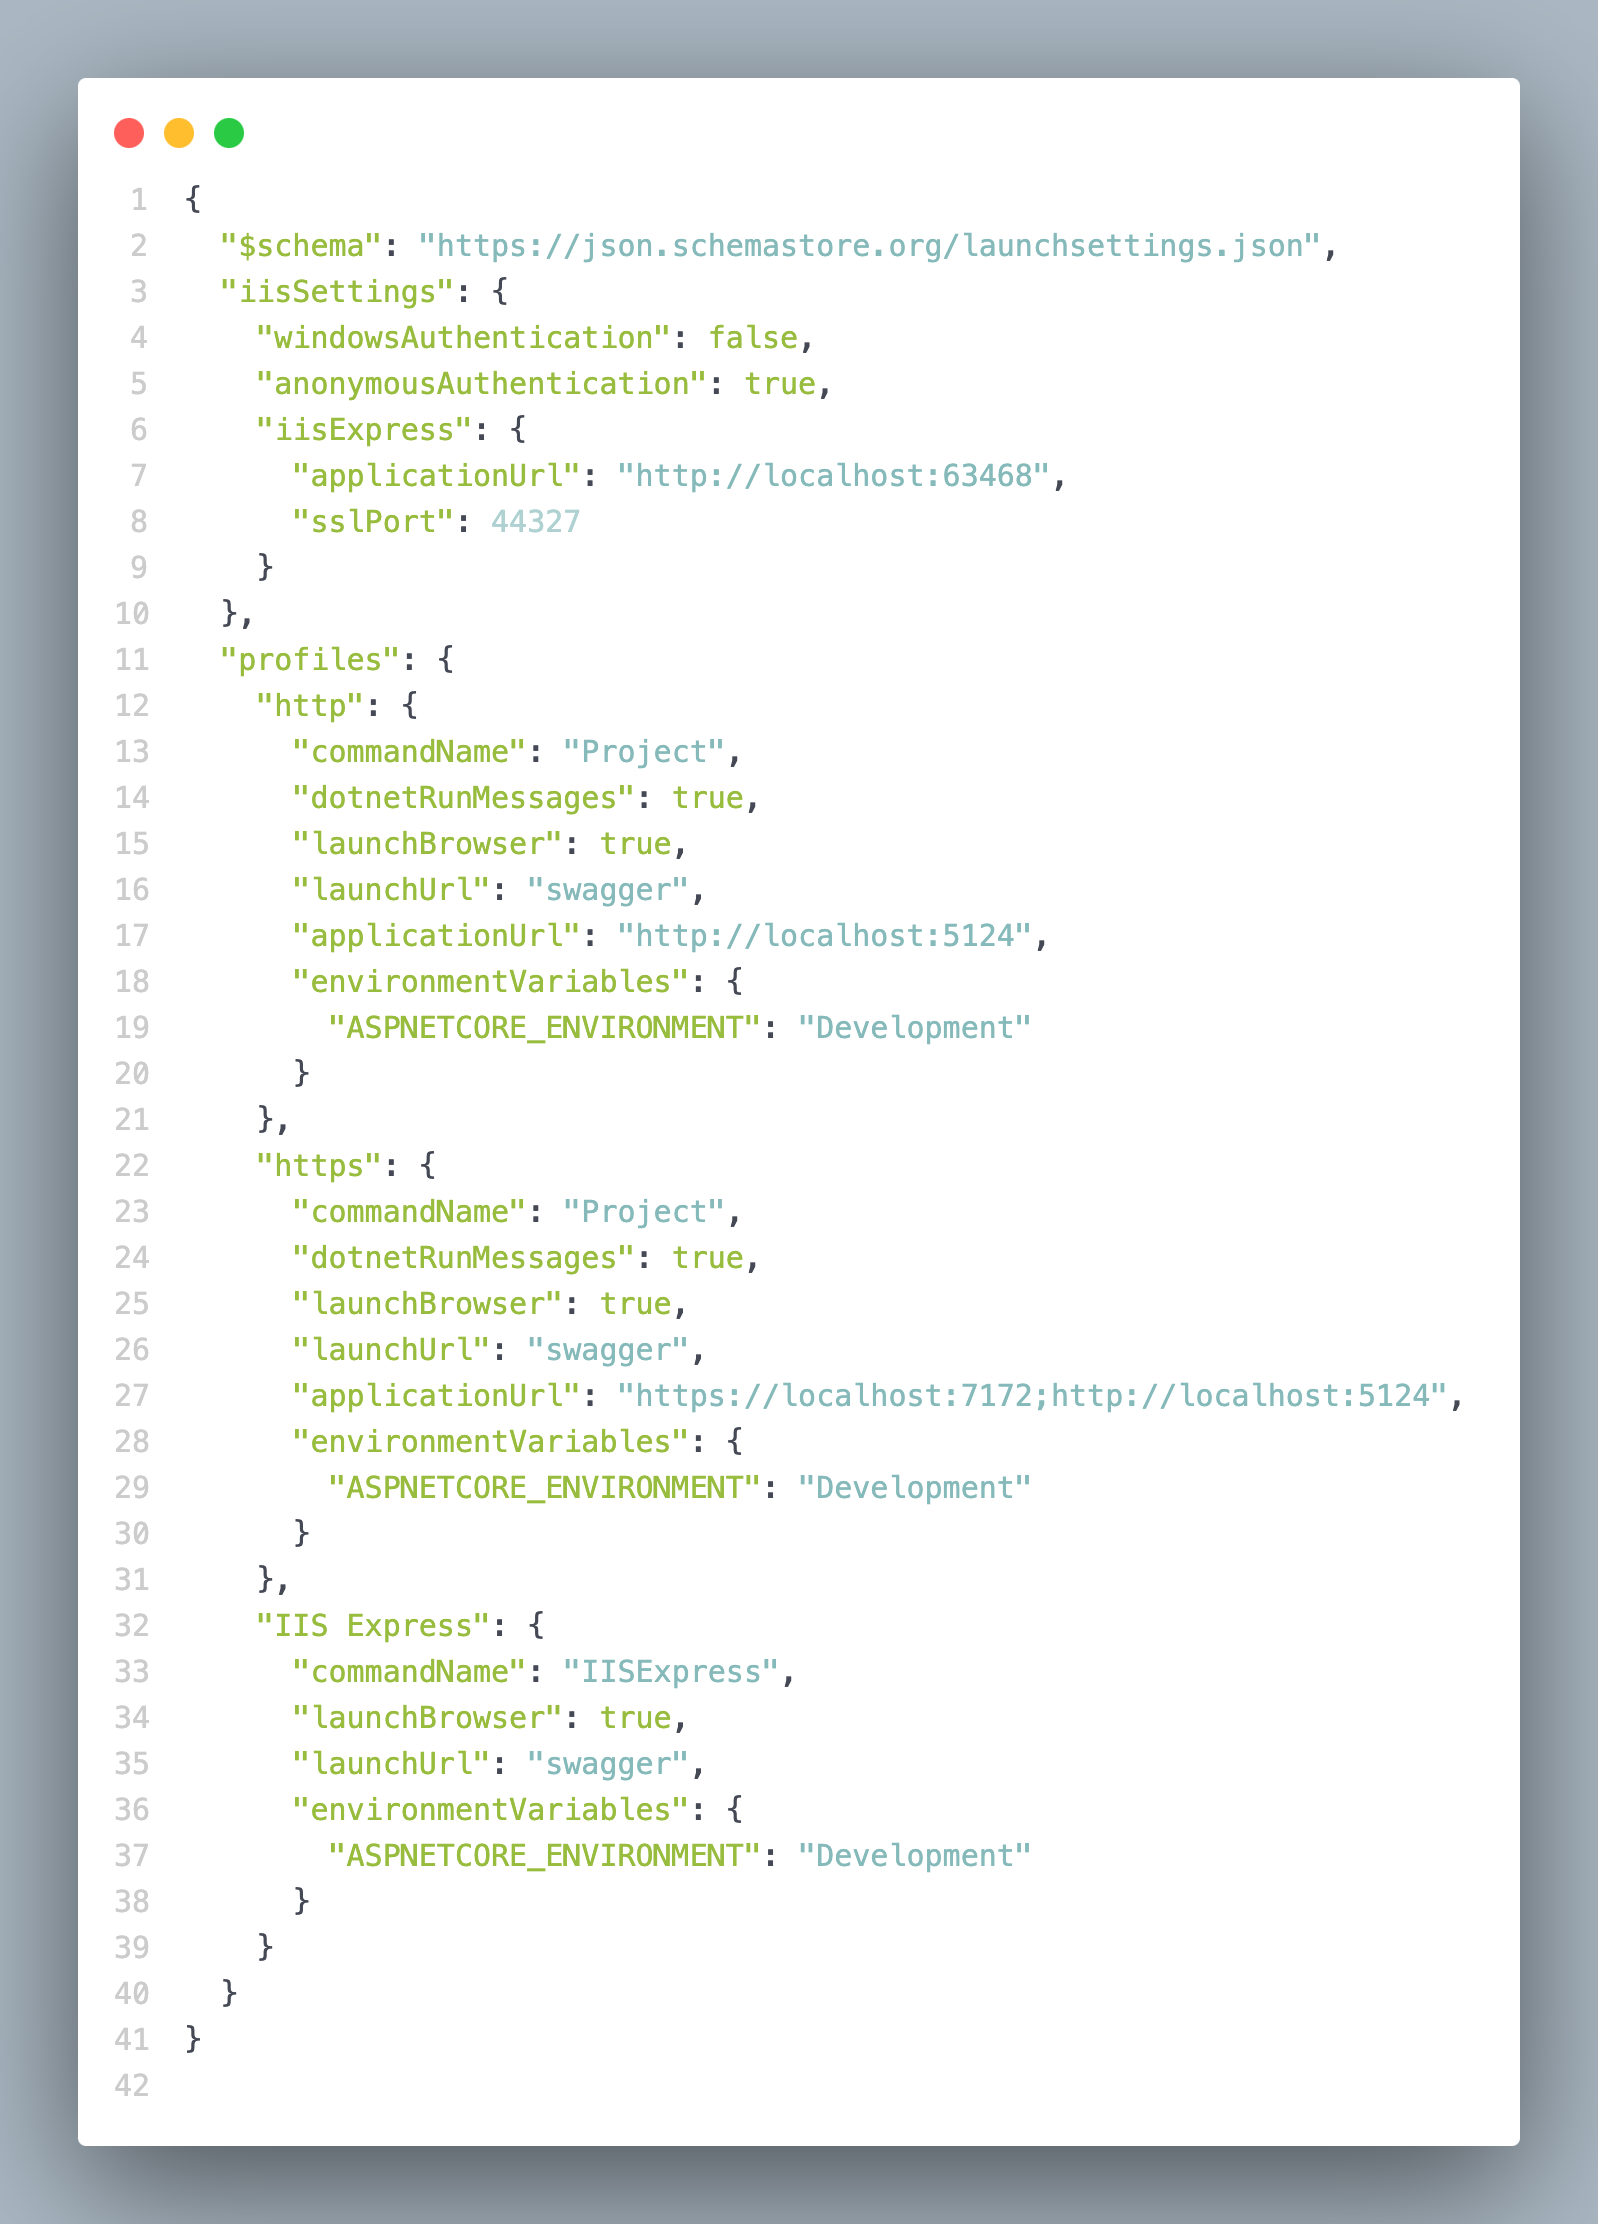 1 {
2   "$schema": "https://json.schemastore.org/launchsettings.json",
3   "iisSettings": {
4     "windowsAuthentication": false,
5     "anonymousAuthentication": true,
6     "iisExpress": {
7       "applicationUrl": "http://localhost:63468",
8       "sslPort": 44327
9     }
10   },
11   "profiles": {
12     "http": {
13       "commandName": "Project",
14       "dotnetRunMessages": true,
15       "launchBrowser": true,
16       "launchUrl": "swagger",
17       "applicationUrl": "http://localhost:5124",
18       "environmentVariables": {
19         "ASPNETCORE_ENVIRONMENT": "Development"
20       }
21     },
22     "https": {
23       "commandName": "Project",
24       "dotnetRunMessages": true,
25       "launchBrowser": true,
26       "launchUrl": "swagger",
27       "applicationUrl": "https://localhost:7172;http://localhost:5124",
28       "environmentVariables": {
29         "ASPNETCORE_ENVIRONMENT": "Development"
30       }
31     },
32     "IIS Express": {
33       "commandName": "IISExpress",
34       "launchBrowser": true,
35       "launchUrl": "swagger",
36       "environmentVariables": {
37         "ASPNETCORE_ENVIRONMENT": "Development"
38       }
39     }
40   }
41 }
42